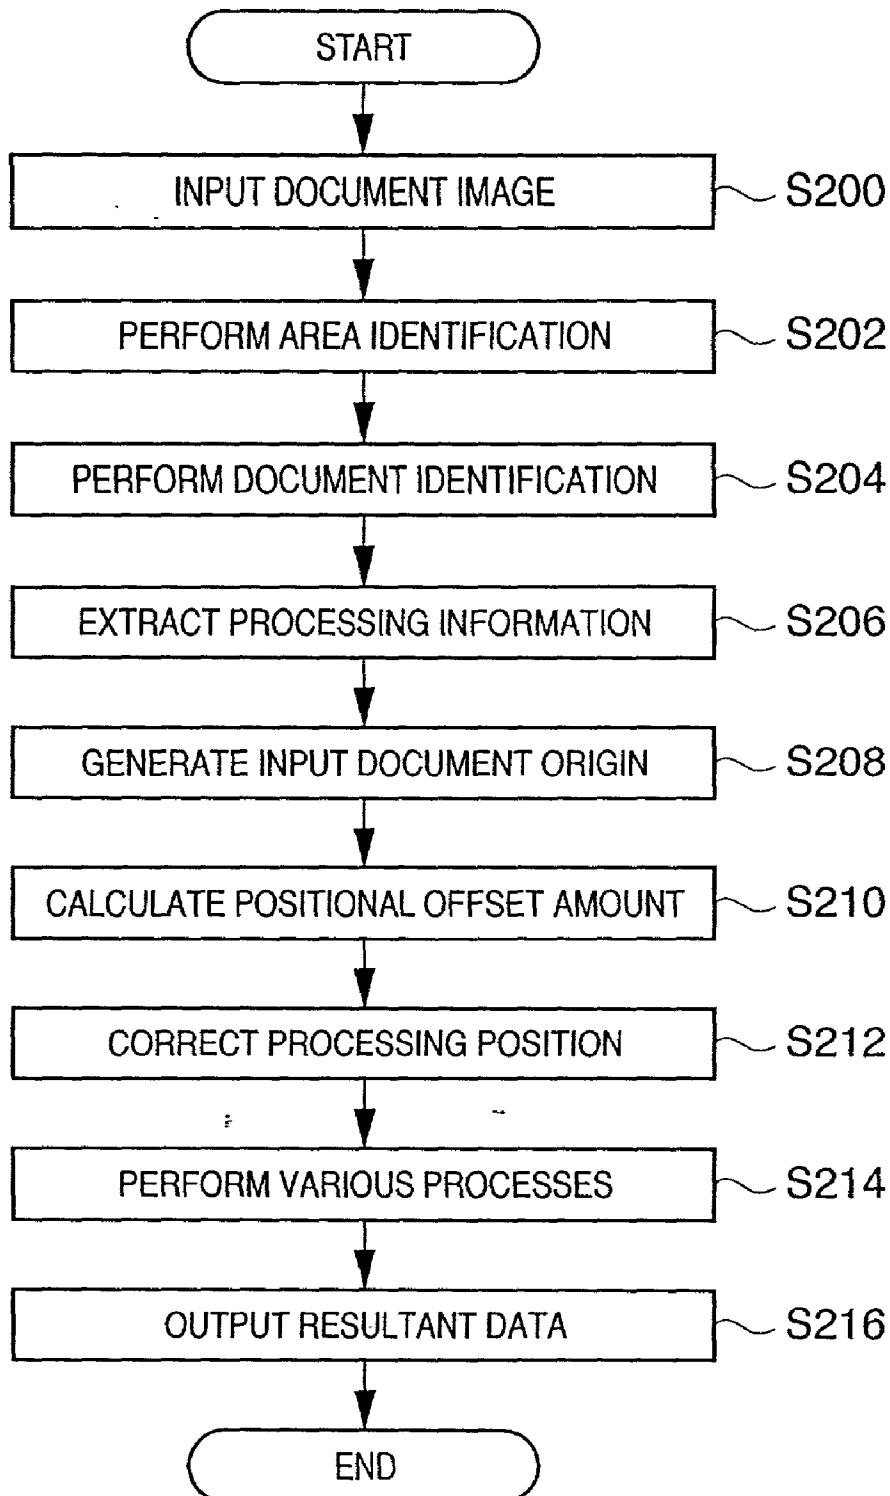 START
INPUT DOCUMENT IMAGE S200
PERFORM AREA IDENTIFICATION S202
PERFORM DOCUMENT IDENTIFICATION S204
EXTRACT PROCESSING INFORMATION S206
GENERATE INPUT DOCUMENT ORIGIN S208
CALCULATE POSITIONAL OFFSET AMOUNT S210
CORRECT PROCESSING POSITION S212
PERFORM VARIOUS PROCESSES S214
OUTPUT RESULTANT DATA S216
END